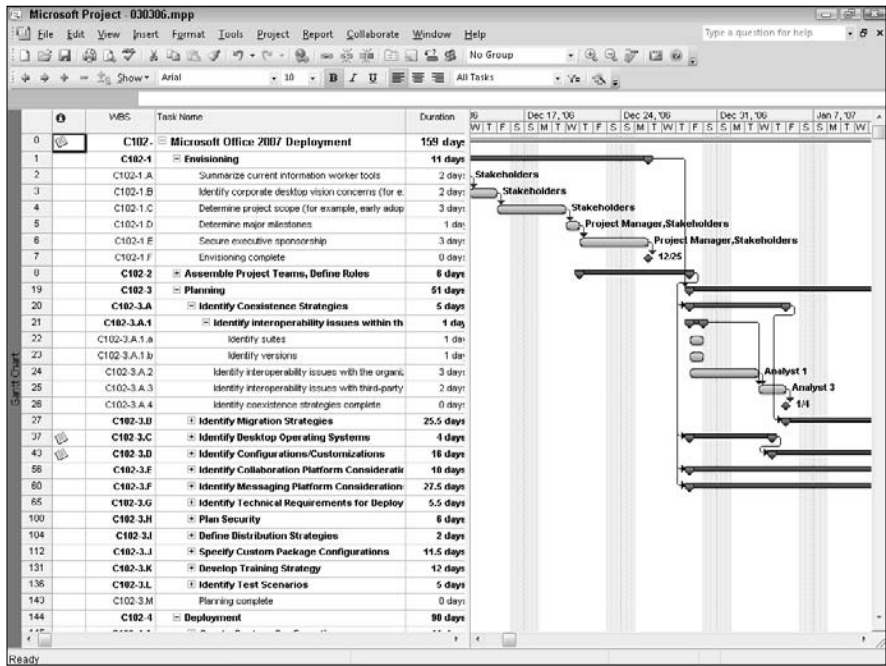 Microsoft Project - 030306.mpp
File Edit View Insert Format Tools Project Report Collaborate Window Help Type a question for help
No Group
Show Arial 10 B I U All Tasks
WBS Task Name Duration Dec 17, '06 Dec 24, '06 Dec 31, '06 Jan 7, '07
W T F S S M T W T F S S M T W T F S S M T W T F S S M T W
0 C102- Microsoft Office 2007 Deployment 159 days
1 C102-1 Envisioning 11 days
2 C102-1.A Summarize current information worker tools 2 days Stakeholders
3 C102-1.B Identify corporate desktop vision concerns (for e: 2 days Stakeholders
4 C102-1.C Determine project scope (for example, early adop 3 days Stakeholders
5 C102-1.D Determine major milestones 1 day Project Manager,Stakeholders
6 C102-1.E Secure executive sponsorship 3 days Project Manager,Stakeholders
7 C102-1.F Envisioning complete 0 days 12/25
8 C102-2 Assemble Project Teams, Define Roles 6 days
19 C102-3 Planning 51 days
20 C102-3.A Identify Coexistence Strategies 5 days
21 C102-3.A.1 Identify interoperability issues within th 1 day
22 C102-3.A.1.a Identify suites 1 day
23 C102-3.A.1.b Identify versions 1 day
24 C102-3.A.2 Identify interoperability issues with the organiz 3 days Analyst 1
25 C102-3.A.3 Identify interoperability issues with third-party 2 days Analyst 3
26 C102-3.A.4 Identify coexistence strategies complete 0 days 1/4
27 C102-3.B Identify Migration Strategies 25.5 days
37 C102-3.C Identify Desktop Operating Systems 4 days
43 C102-3.D Identify Configurations/Customizations 16 days
56 C102-3.E Identify Collaboration Platform Consideratio 10 days
60 C102-3.F Identify Messaging Platform Consideration 27.5 days
65 C102-3.G Identify Technical Requirements for Deploy 5.5 days
100 C102-3.H Plan Security 6 days
104 C102-3.I Define Distribution Strategies 2 days
112 C102-3.J Specify Custom Package Configurations 11.5 days
131 C102-3.K Develop Training Strategy 12 days
136 C102-3.L Identify Test Scenarios 5 days
143 C102-3.M Planning complete 0 days
144 C102-4 Deployment 90 days
Gantt Chart
Ready